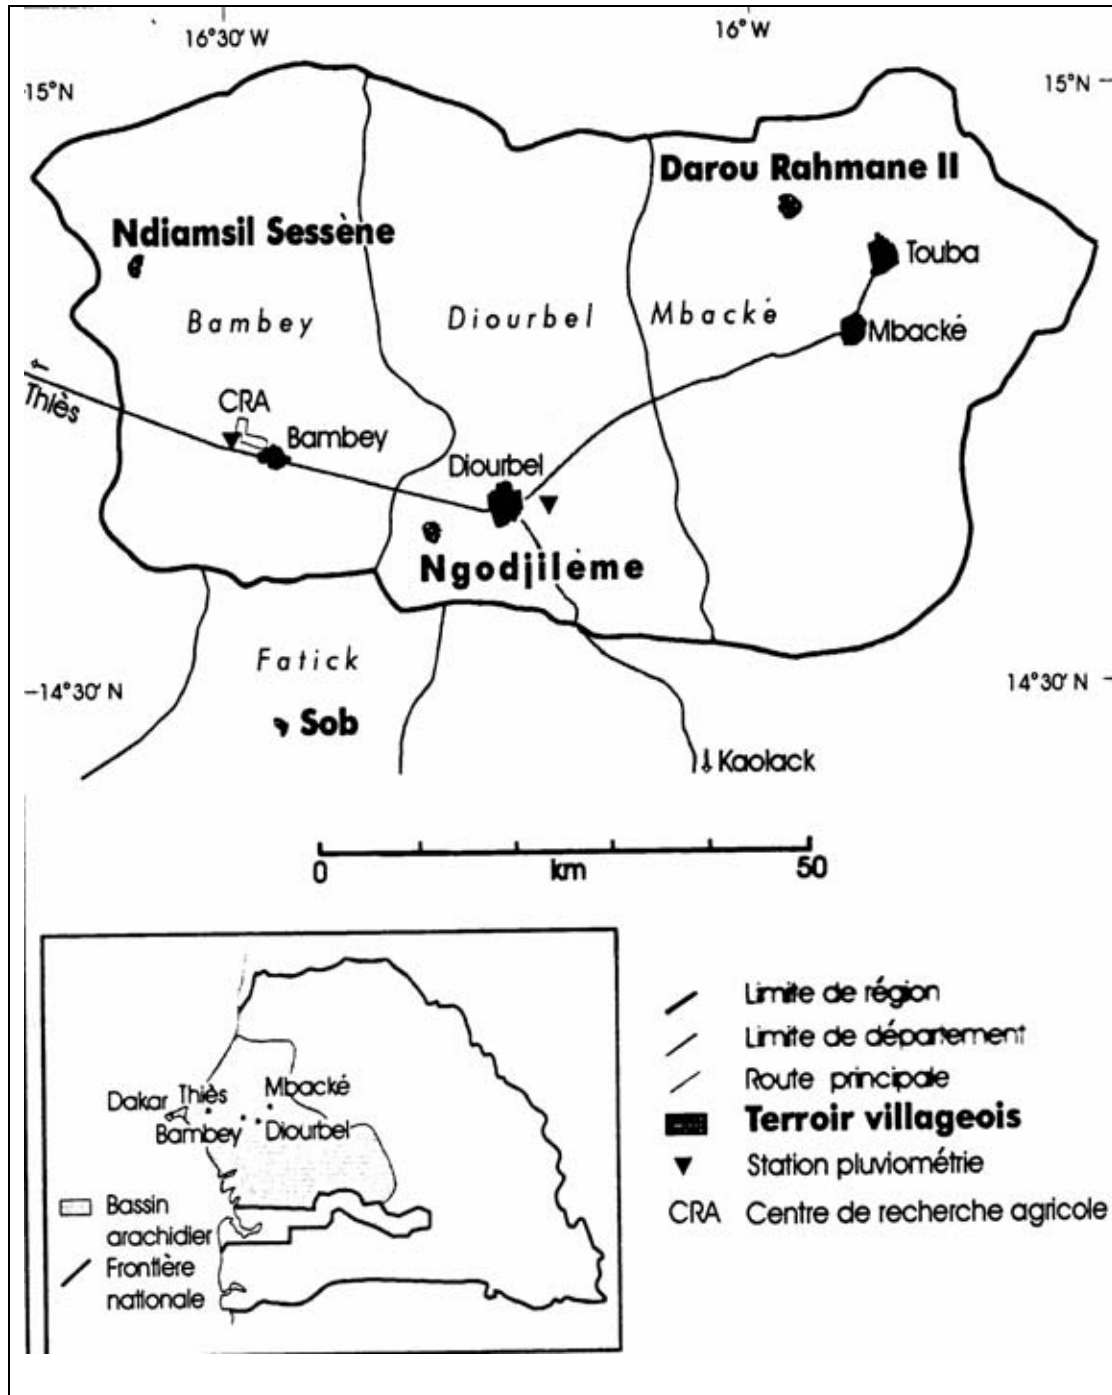 16°30′ W
16° W
15°N
15°N
Darou Rahmane II
Ndiamsil Sessène
Touba
Bambey
Diourbel
Mbacké
Mbacké
Thiès
CRA
Bambey
Diourbel
Ngodjilème
Fatick
14°30′ N
14°30′ N
Sob
Kaolack
0
km
50
Dakar
Thiès
Mbacké
Bambey
Diourbel
Bassin
arachidier
Frontière
nationale
Limite de région
Limite de département
Route principale
Terroir villageois
Station pluviométrie
CRA Centre de recherche agricole